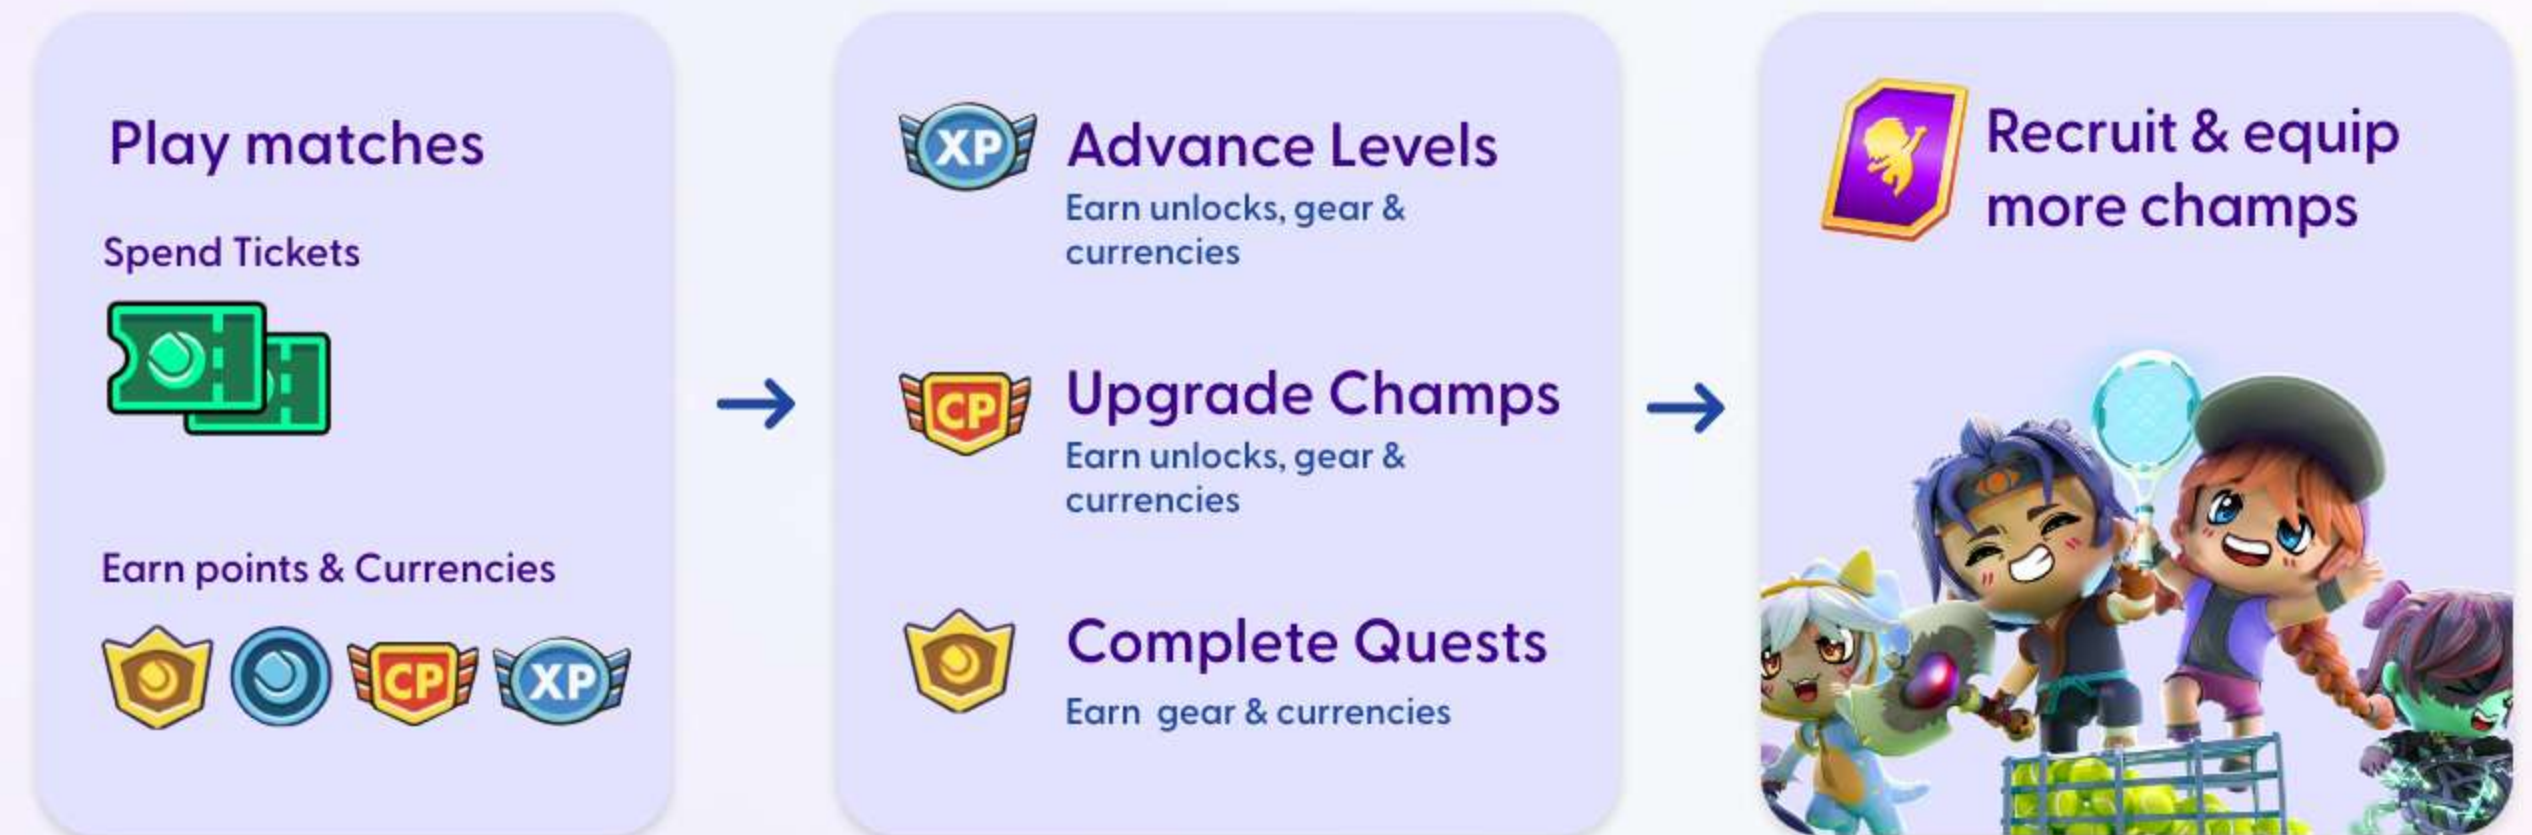 Play matches
Spend Tickets
Earn points & Currencies
CP
XP
XP
Advance Levels
Earn unlocks, gear &
currencies
CP
Upgrade Champs
Earn unlocks, gear &
currencies
Complete Quests
Earn gear & currencies
Recruit & equip
more champs